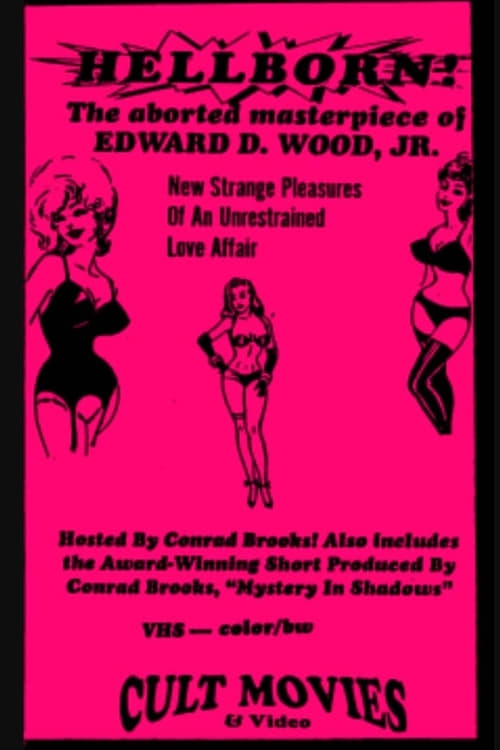 HELLBORN!
The aborted masterpiece of
EDWARD D. WOOD, JR.
New Strange Pleasures
Of An Unrestrained
Love Affair
Hosted By Conrad Brooks! Also Includes
the Award-Winning Short Produced By
Conrad Brooks, "Mystery In Shadows"
VHS — color/bw
CULT MOVIES
& Video